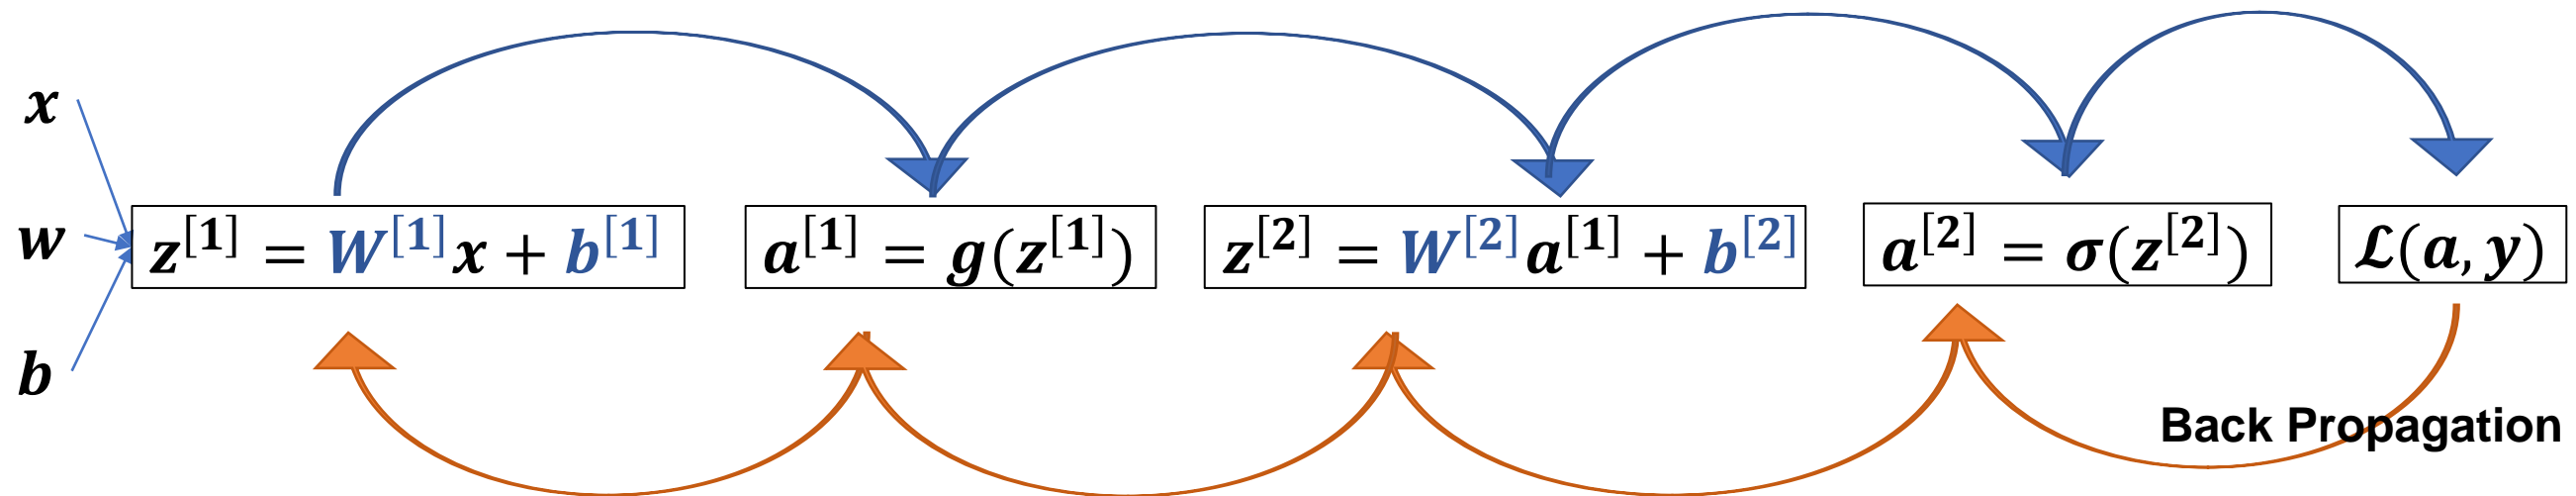 x
w
b
z^[1] = W^[1]x + b^[1]
a^[1] = g(z^[1])
z^[2] = W^[2]a^[1] + b^[2]
a^[2] = σ(z^[2])
ℒ(a, y)
Back Propagation